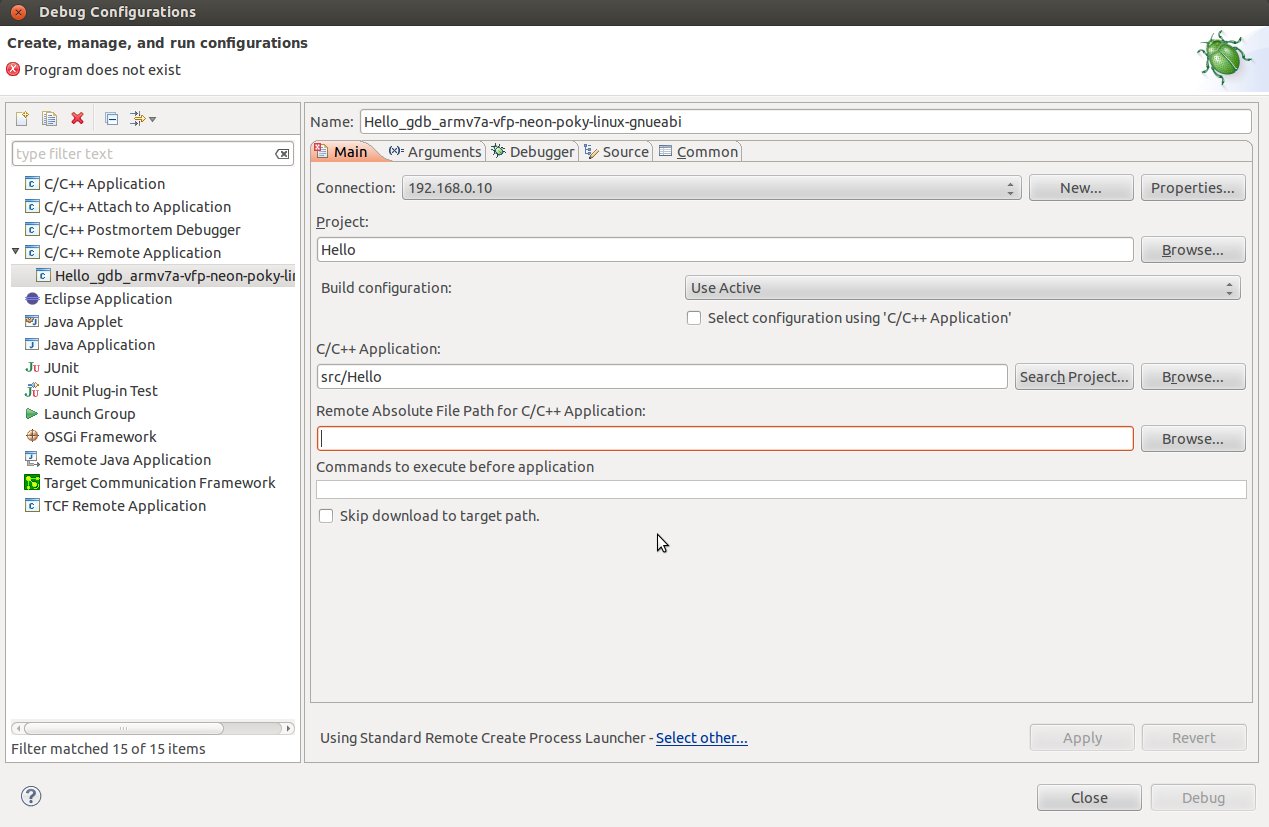 Debug Configurations
Create, manage, and run configurations
Program does not exist
type filter text
C/C++ Application
C/C++ Attach to Application
C/C++ Postmortem Debugger
C/C++ Remote Application
Hello_gdb_armv7a-vfp-neon-poky-lin
Eclipse Application
Java Applet
Java Application
JUnit
JUnit Plug-in Test
Launch Group
OSGi Framework
Remote Java Application
Target Communication Framework
TCF Remote Application
Filter matched 15 of 15 items
Name: Hello_gdb_armv7a-vfp-neon-poky-linux-gnueabi
Main (x)= Arguments Debugger Source Common
Connection: 192.168.0.10 New... Properties...
Project:
Hello Browse...
Build configuration: Use Active
Select configuration using 'C/C++ Application'
C/C++ Application:
src/Hello Search Project... Browse...
Remote Absolute File Path for C/C++ Application:
Browse...
Commands to execute before application
Skip download to target path.
Using Standard Remote Create Process Launcher - Select other... Apply Revert
? Close Debug